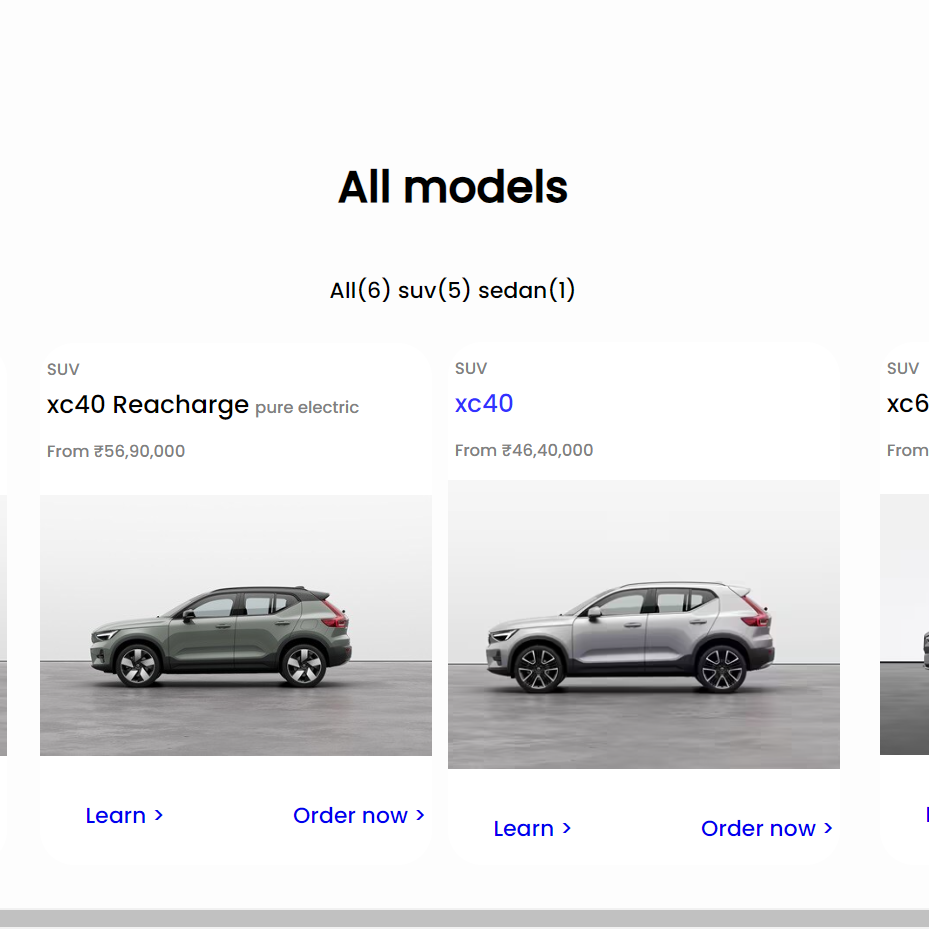 All models
All(6) suv(5) sedan(1)
SUV
xc40 Reacharge pure electric
From ₹56,90,000
Learn >
Order now >
SUV
xc40
From ₹46,40,000
Learn >
Order now >
SUV
xc6
From